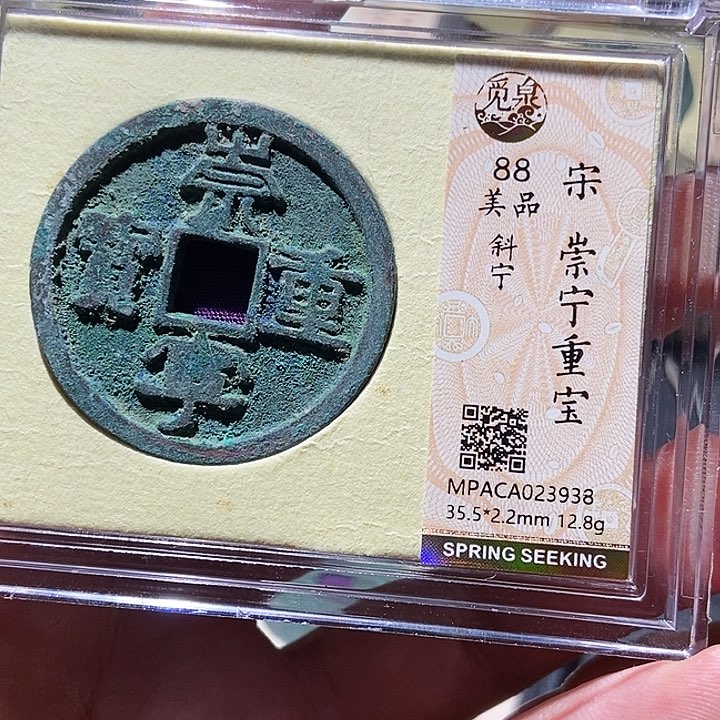 崇
重
寧
寳
觅泉
88
美品
斜宁
宋 崇宁重宝
MPACA023938
35.5*2.2mm 12.8g
SPRING SEEKING